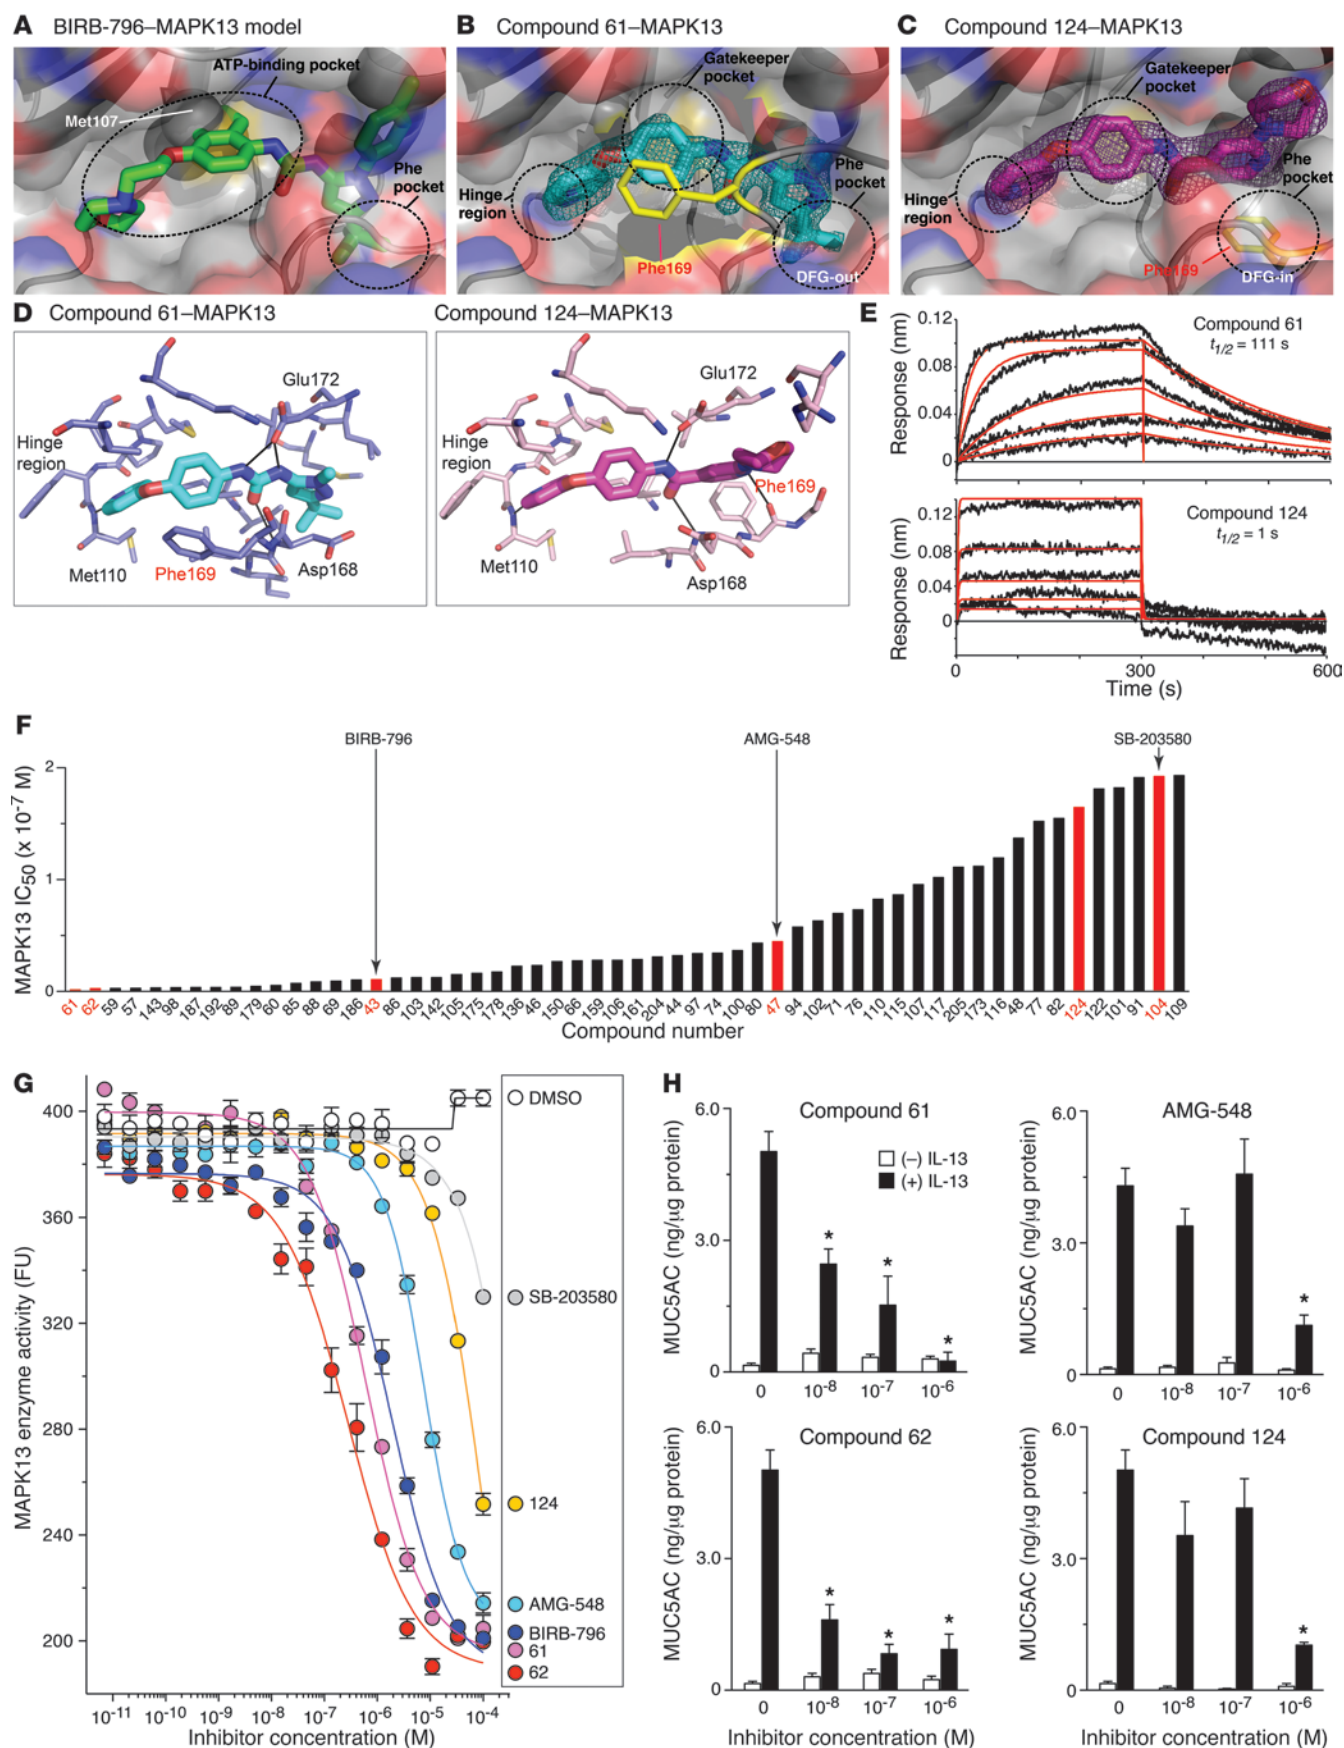 A BIRB-796–MAPK13 model
ATP-binding pocket
Met107
Phe pocket
B Compound 61–MAPK13
Gatekeeper pocket
Hinge region
Phe pocket
Phe169
DFG-out
C Compound 124–MAPK13
Gatekeeper pocket
Hinge region
Phe pocket
Phe169
DFG-in
D Compound 61–MAPK13
Glu172
Hinge region
Met110
Phe169
Asp168
Compound 124–MAPK13
Glu172
Hinge region
Phe169
Met110
Asp168
E
Response (nm)
0.12
0.04
0
Compound 61
t1/2 = 111 s
Response (nm)
0.12
0.08
0.04
0
Compound 124
t1/2 = 1 s
0 300 600
Time (s)
F
BIRB-796 AMG-548 SB-203580
MAPK13 IC50 (x 10-7 M)
2
1
0
61 62 59 57 143 98 187 192 89 179 60 85 88 69 186 43 86 103 142 105 175 178 136 46 150 66 159 106 161 204 44 97 74 100 80 47 94 102 71 76 110 115 107 117 205 173 116 48 77 82 124 122 101 91 104 109
Compound number
G
MAPK13 enzyme activity (FU)
400
360
320
280
240
200
DMSO
SB-203580
124
AMG-548
BIRB-796
61
62
10-11 10-10 10-9 10-8 10-7 10-6 10-5 10-4
Inhibitor concentration (M)
H
Compound 61
(–) IL-13
(+) IL-13
MUC5AC (ng/µg protein)
6.0
3.0
0
* * *
0 10-8 10-7 10-6
AMG-548
MUC5AC (ng/µg protein)
6.0
3.0
0
*
0 10-8 10-7 10-6
Compound 62
MUC5AC (ng/µg protein)
6.0
3.0
0
* * *
0 10-8 10-7 10-6
Inhibitor concentration (M)
Compound 124
MUC5AC (ng/µg protein)
6.0
3.0
0
*
0 10-8 10-7 10-6
Inhibitor concentration (M)